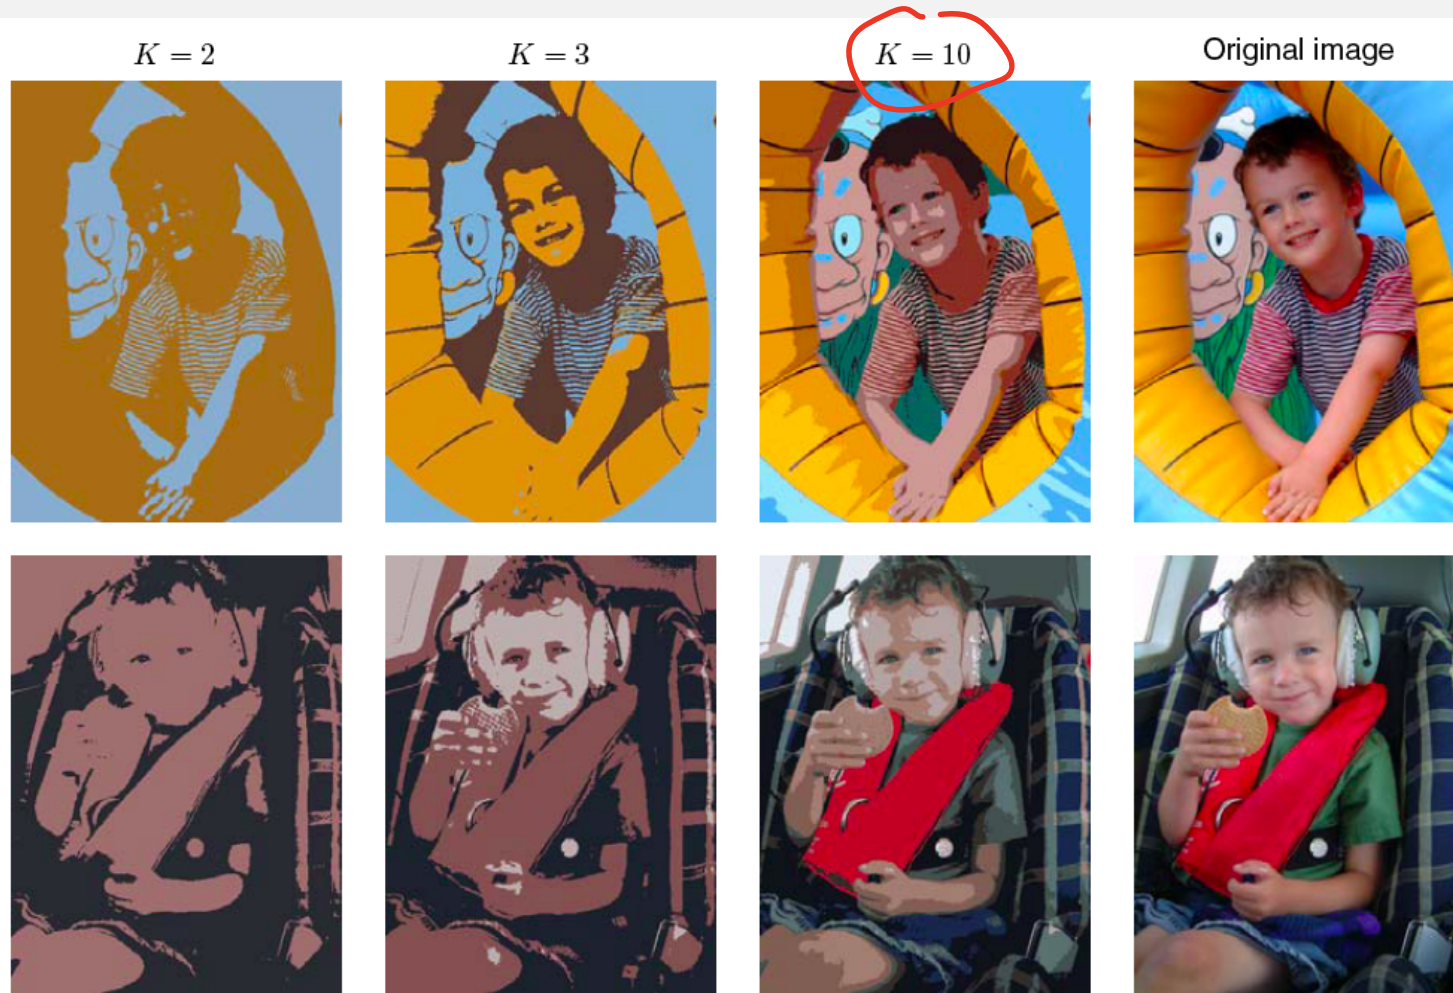 K = 2
K = 3
K = 10
Original image